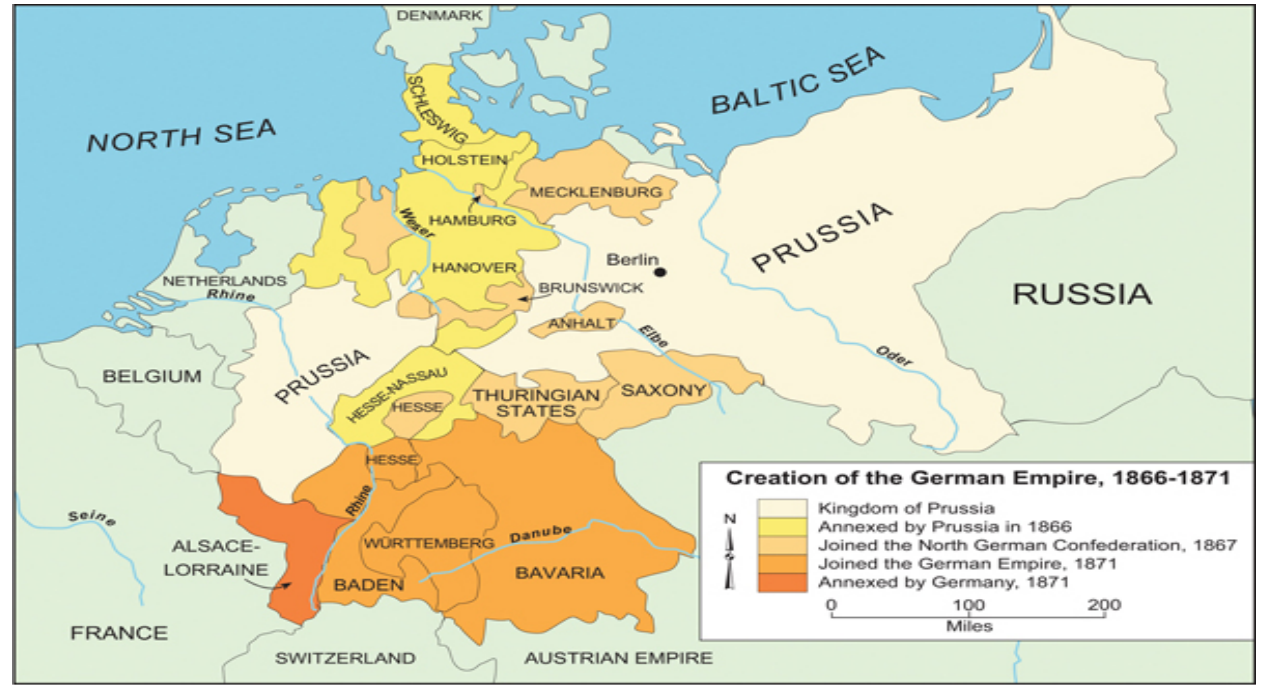 DENMARK
BALTIC SEA
NORTH SEA
SCHLESWIG
HOLSTEIN
MECKLENBURG
HAMBURG
Weser
PRUSSIA
Berlin
HANOVER
NETHERLANDS
Rhine
BRUNSWICK
RUSSIA
ANHALT
Elbe
Oder
BELGIUM
PRUSSIA
HESSE-NASSAU
HESSE
THURINGIAN
STATES
SAXONY
HESSE
Rhine
Seine
ALSACE-
LORRAINE
WÜRTTEMBERG
Danube
BADEN
BAVARIA
FRANCE
SWITZERLAND
AUSTRIAN EMPIRE
Creation of the German Empire, 1866-1871
N
Kingdom of Prussia
Annexed by Prussia in 1866
Joined the North German Confederation, 1867
Joined the German Empire, 1871
Annexed by Germany, 1871
0 100 200
Miles